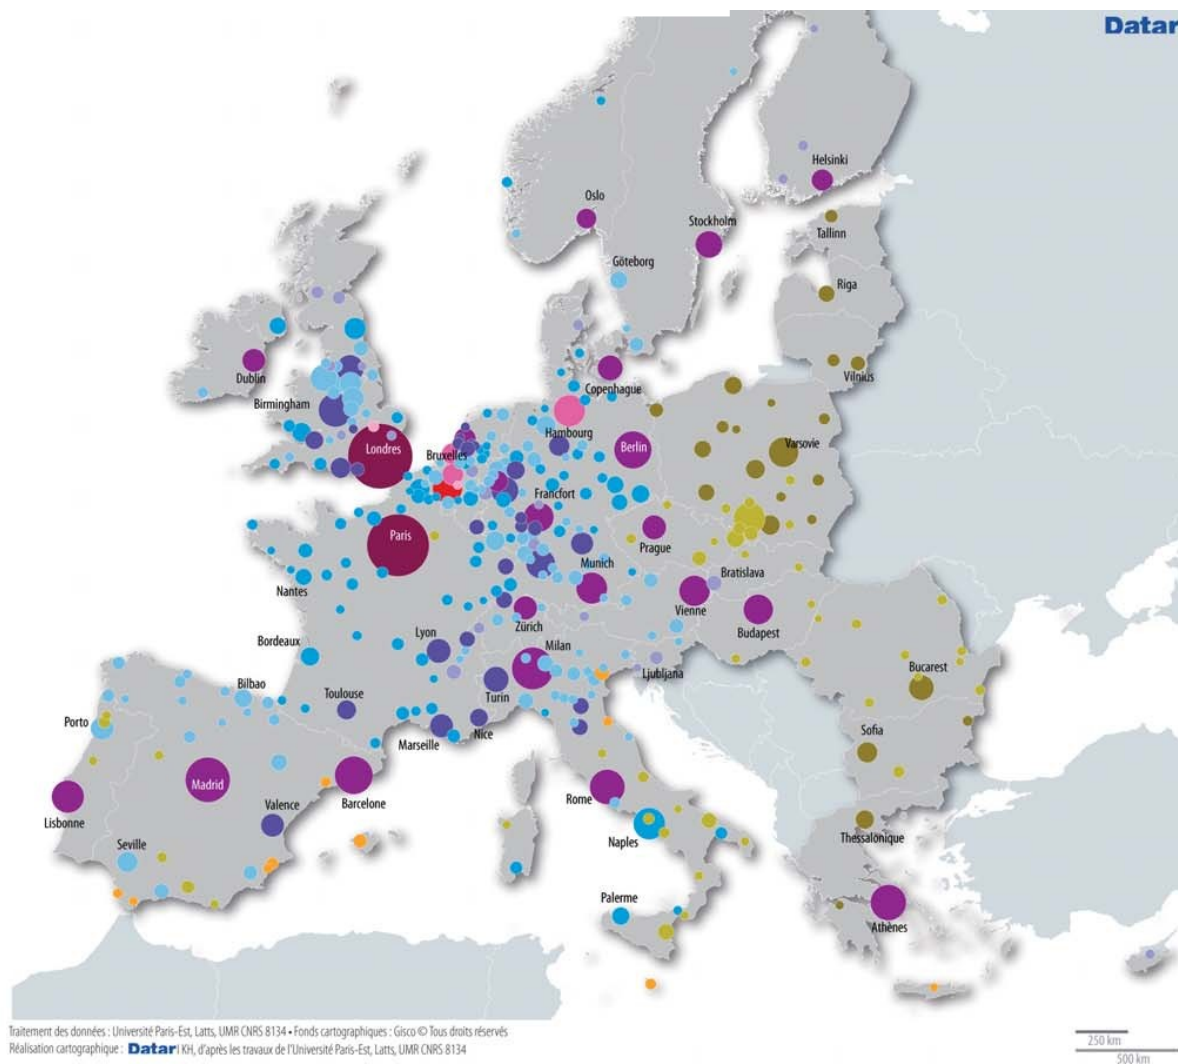 Datar
Helsinki
Oslo
Stockholm
Tallinn
Göteborg
Riga
Dublin
Copenhague
Vilnius
Birmingham
Hambourg
Londres
Bruxelles
Berlin
Varsovie
Francfort
Paris
Prague
Munich
Bratislava
Nantes
Vienne
Zürich
Budapest
Bordeaux
Lyon
Milan
Bucarest
Ljubljana
Bilbao
Toulouse
Turin
Porto
Nice
Sofia
Marseille
Madrid
Barcelone
Rome
Lisbonne
Valence
Thessalonique
Naples
Seville
Palerme
Athènes
Traitement des données : Université Paris-Est, Latts, UMR CNRS 8134 • Fonds cartographiques : Gisco © Tous droits réservés
Réalisation cartographique : Datar I KH, d'après les travaux de l'Université Paris-Est, Latts, UMR CNRS 8134
250 km
500 km